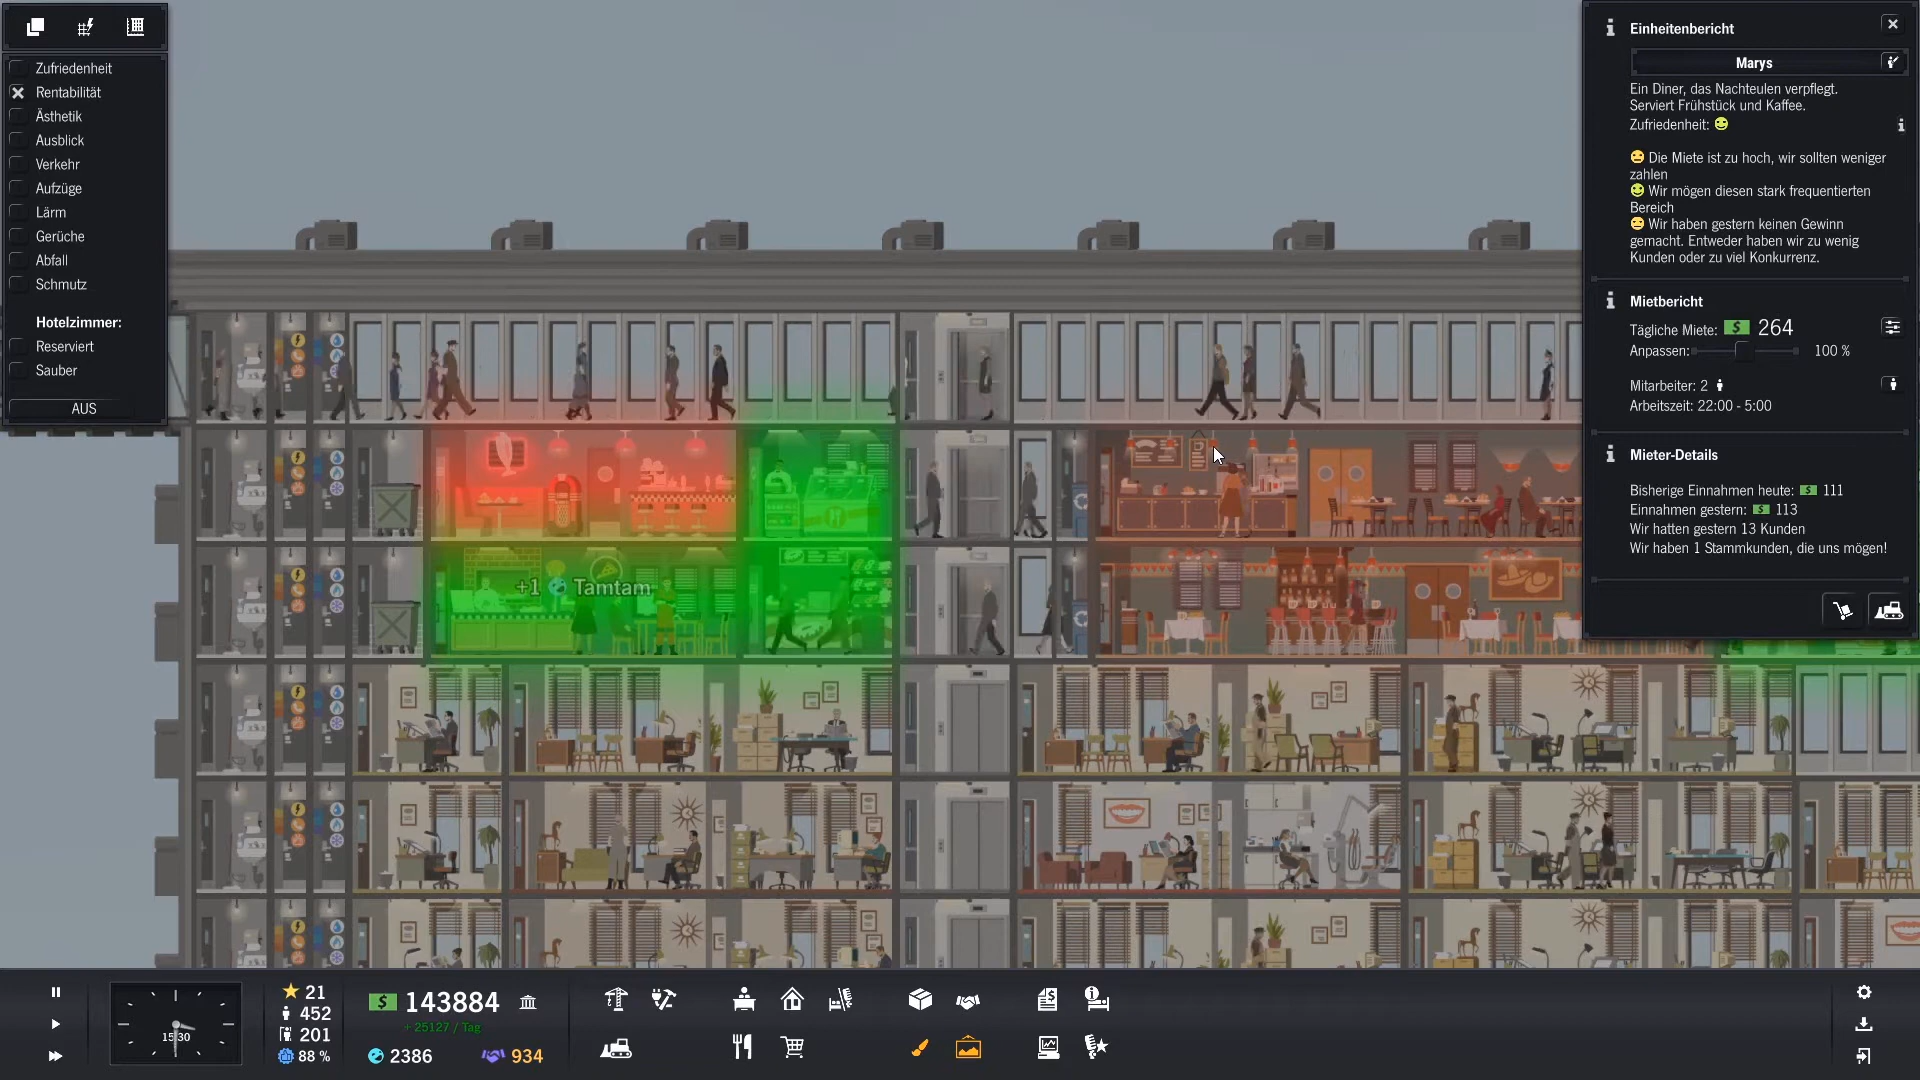 Zufriedenheit
Rentabilität
Ästhetik
Ausblick
Verkehr
Aufzüge
Lärm
Gerüche
Abfall
Schmutz
Hotelzimmer:
Reserviert
Sauber
AUS
+1 Tamtam
Einheitenbericht
Marys
Ein Diner, das Nachteulen verpflegt.
Serviert Frühstück und Kaffee.
Zufriedenheit:
Die Miete ist zu hoch, wir sollten weniger
zahlen
Wir mögen diesen stark frequentierten
Bereich
Wir haben gestern keinen Gewinn
gemacht. Entweder haben wir zu wenig
Kunden oder zu viel Konkurrenz.
Mietbericht
Tägliche Miete: $ 264
Anpassen: 100 %
Mitarbeiter: 2
Arbeitszeit: 22:00 - 5:00
Mieter-Details
Bisherige Einnahmen heute: $ 111
Einnahmen gestern: $ 113
Wir hatten gestern 13 Kunden
Wir haben 1 Stammkunden, die uns mögen!
15:30
21
452
201
88 %
$ 143884
+ 25127 / Tag
2386
934